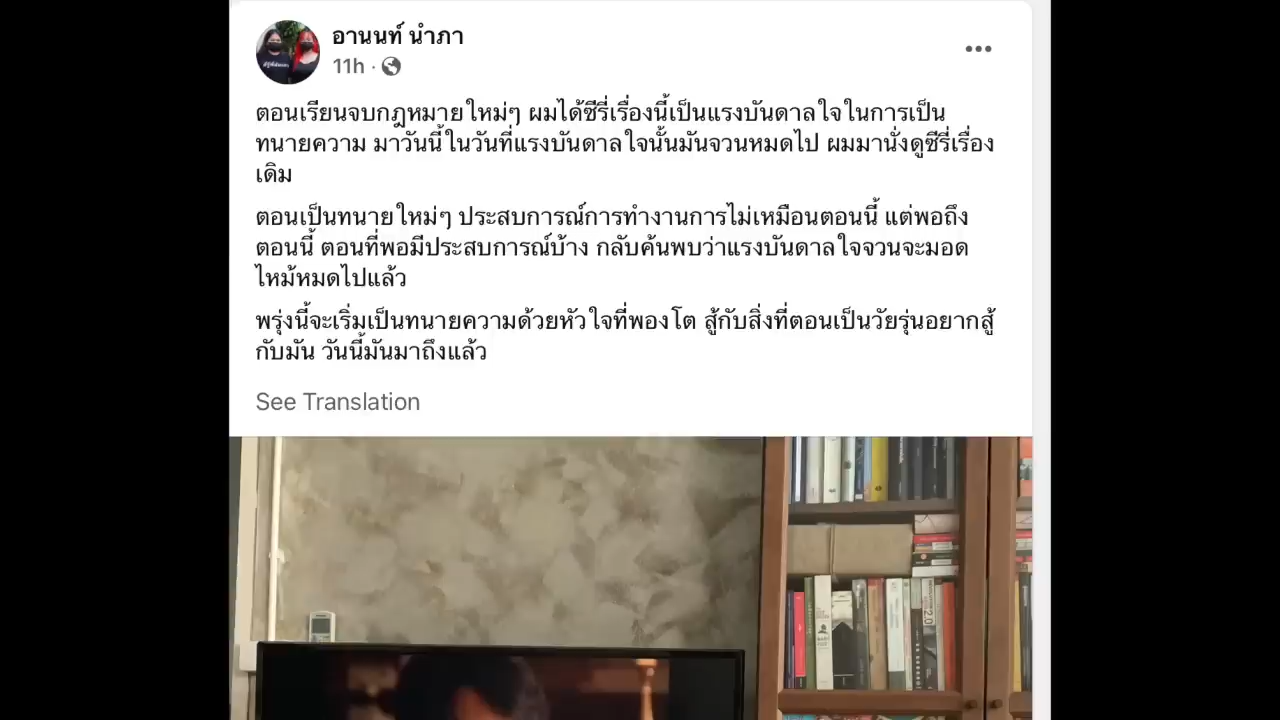 อานนท์ นำภา
11h ·
ตอนเรียนจบกฎหมายใหม่ๆ ผมได้ซีรี่เรื่องนี้เป็นแรงบันดาลใจในการเป็น
ทนายความ มาวันนี้ในวันที่แรงบันดาลใจนั้นมันจวนหมดไป ผมมานั่งดูซีรี่เรื่อง
เดิม
ตอนเป็นทนายใหม่ๆ ประสบการณ์การทำงานการไม่เหมือนตอนนี้ แต่พอถึง
ตอนนี้ ตอนที่พอมีประสบการณ์บ้าง กลับค้นพบว่าแรงบันดาลใจจวนจะมอด
ไหม้หมดไปแล้ว
พรุ่งนี้จะเริ่มเป็นทนายความด้วยหัวใจที่พองโต สู้กับสิ่งที่ตอนเป็นวัยรุ่นอยากสู้
กับมัน วันนี้มันมาถึงแล้ว
See Translation